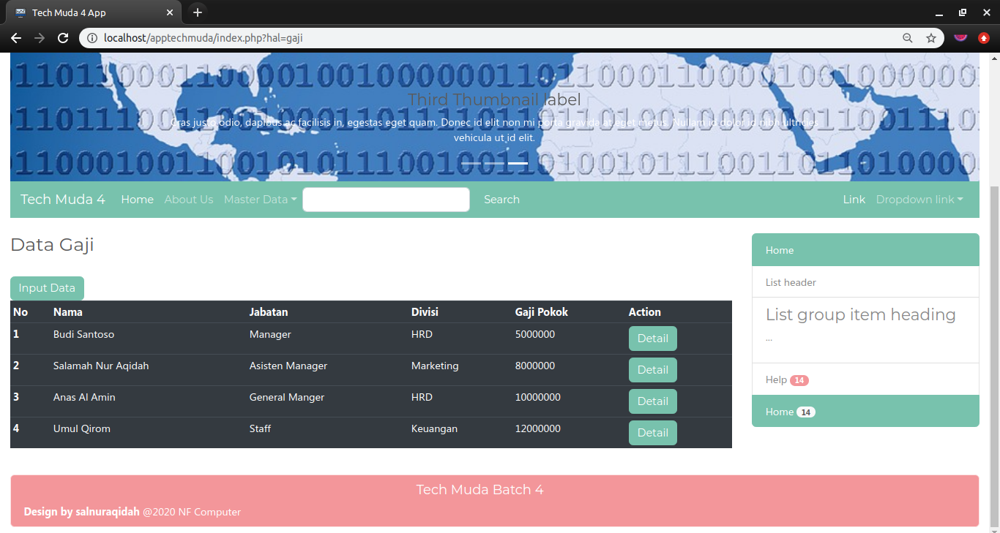 Tech Muda 4 App
localhost/apptechmuda/index.php?hal=gaji
11011000011000010010000000110111000110000100100000
Third Thumbnail label
Cras justo odio, dapibus ac facilisis in, egestas eget quam. Donec id elit non mi porta gravida at eget metus. Nullam id dolor id nibh ultricies
vehicula ut id elit.
Tech Muda 4 Home About Us Master Data Search Link Dropdown link
Data Gaji
Input Data
No Nama Jabatan Divisi Gaji Pokok Action
1 Budi Santoso Manager HRD 5000000 Detail
2 Salamah Nur Aqidah Asisten Manager Marketing 8000000 Detail
3 Anas Al Amin General Manger HRD 10000000 Detail
4 Umul Qirom Staff Keuangan 12000000 Detail
Home
List header
List group item heading
...
Help 14
Home 14
Tech Muda Batch 4
Design by salnuraqidah @2020 NF Computer